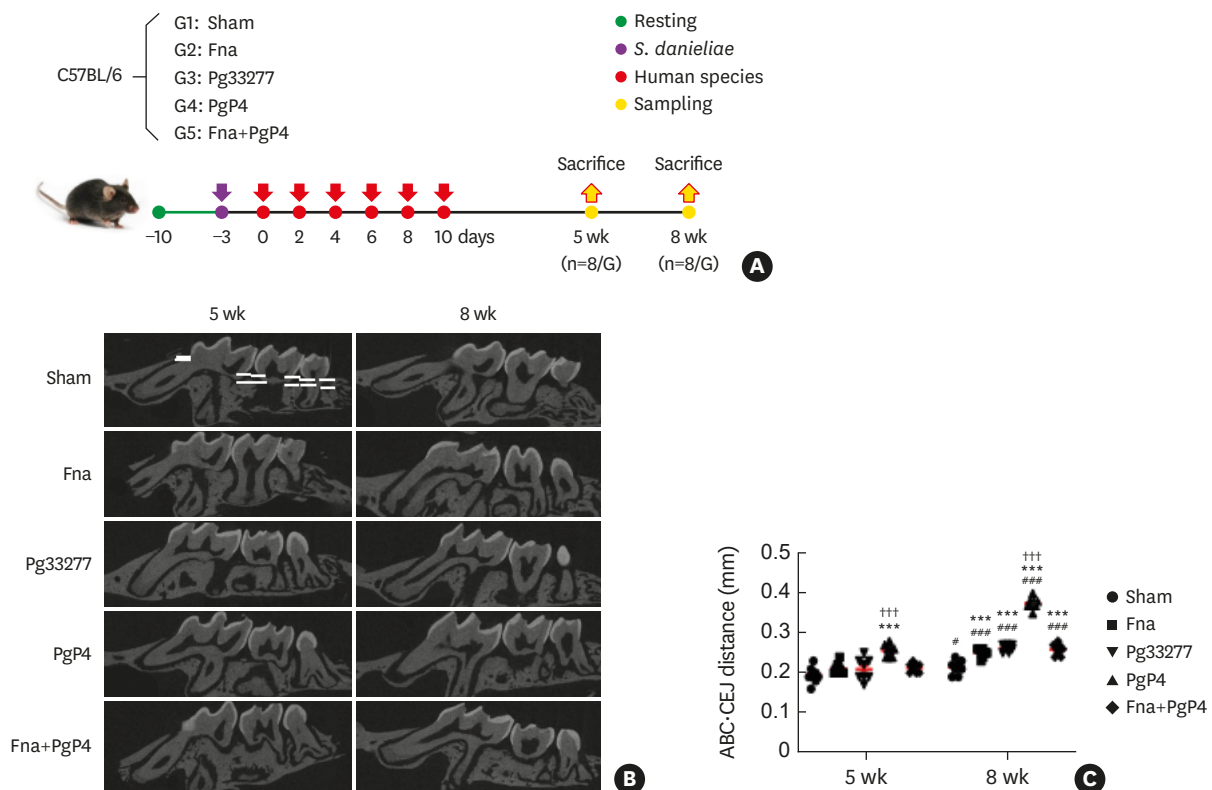 C57BL/6
G1: Sham
G2: Fna
G3: Pg33277
G4: PgP4
G5: Fna+PgP4
Resting
S. danieliae
Human species
Sampling
Sacrifice
Sacrifice
−10
−3
0
2
4
6
8
10 days
5 wk
(n=8/G)
8 wk
(n=8/G)
A
5 wk
8 wk
Sham
Fna
Pg33277
PgP4
Fna+PgP4
B
ABC·CEJ distance (mm)
0.5
0.4
0.3
0.2
0.1
0
†††
***
#
***
###
***
###
†††
***
###
***
###
5 wk
8 wk
Sham
Fna
Pg33277
PgP4
Fna+PgP4
C